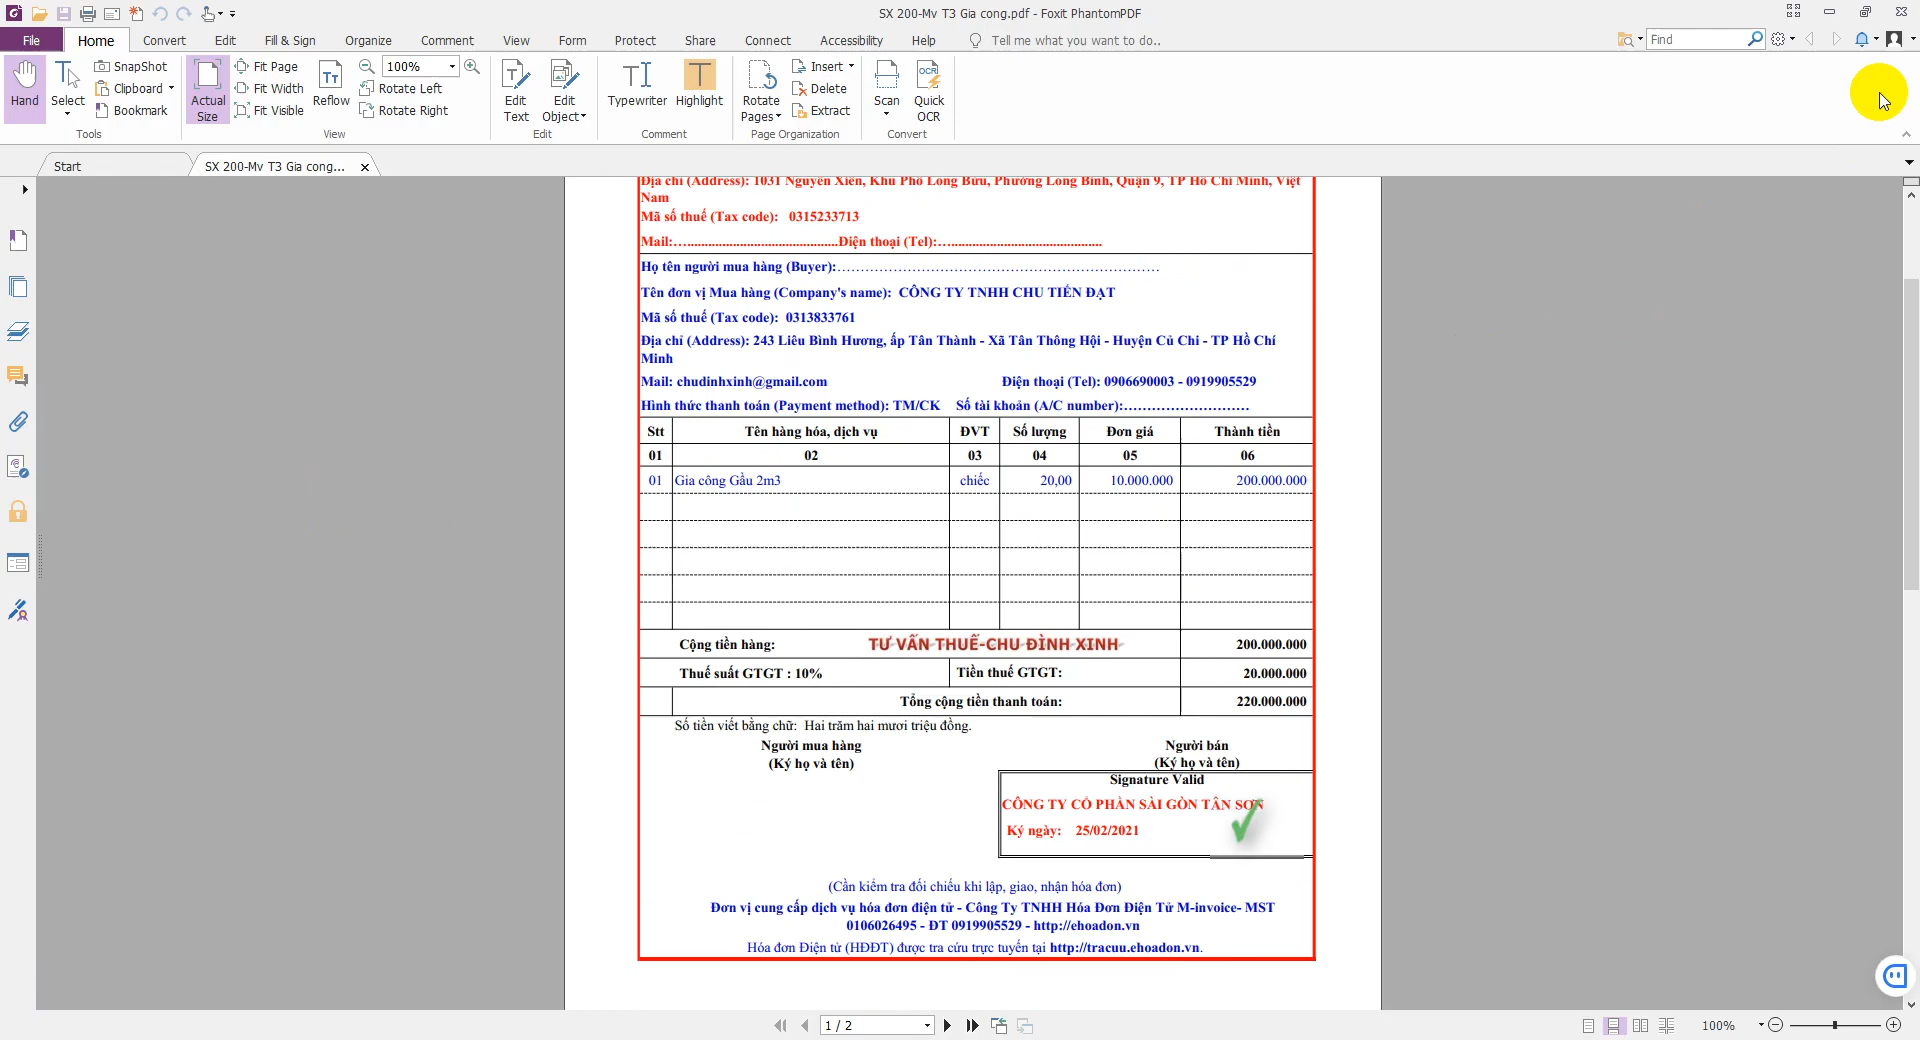 SX 200-Mv T3 Gia cong.pdf - Foxit PhantomPDF
File Home Convert Edit Fill & Sign Organize Comment View Form Protect Share Connect Accessibility Help Tell me what you want to do.. Find
Hand
Select
SnapShot
Clipboard
Bookmark
Tools
Actual Size
Fit Page
Fit Width
Fit Visible
Reflow
100%
Rotate Left
Rotate Right
View
Edit Text
Edit Object
Edit
Typewriter
Highlight
Comment
Rotate Pages
Insert
Delete
Extract
Page Organization
Scan
Quick OCR
Convert
Start
SX 200-Mv T3 Gia cong...
Địa chỉ (Address): 1031 Nguyễn Xiển, Khu Phố Long Bửu, Phường Long Bình, Quận 9, TP Hồ Chí Minh, Việt
Nam
Mã số thuế (Tax code): 0315233713
Mail:…............................................Điện thoại (Tel):…............................................
Họ tên người mua hàng (Buyer):……………………………………………………………
Tên đơn vị Mua hàng (Company's name): CÔNG TY TNHH CHU TIẾN ĐẠT
Mã số thuế (Tax code): 0313833761
Địa chỉ (Address): 243 Liêu Bình Hương, ấp Tân Thành - Xã Tân Thông Hội - Huyện Củ Chi - TP Hồ Chí
Minh
Mail: chudinhxinh@gmail.com Điện thoại (Tel): 0906690003 - 0919905529
Hình thức thanh toán (Payment method): TM/CK Số tài khoản (A/C number):………………………
Stt Tên hàng hóa, dịch vụ ĐVT Số lượng Đơn giá Thành tiền
01 02 03 04 05 06
01 Gia công Gầu 2m3 chiếc 20,00 10.000.000 200.000.000
Cộng tiền hàng: TƯ VẤN THUẾ-CHU ĐÌNH XINH 200.000.000
Thuế suất GTGT : 10% Tiền thuế GTGT: 20.000.000
Tổng cộng tiền thanh toán: 220.000.000
Số tiền viết bằng chữ: Hai trăm hai mươi triệu đồng.
Người mua hàng Người bán
(Ký họ và tên) (Ký họ và tên)
Signature Valid
CÔNG TY CỔ PHẦN SÀI GÒN TÂN SƠN
Ký ngày: 25/02/2021
(Cần kiểm tra đối chiếu khi lập, giao, nhận hóa đơn)
Đơn vị cung cấp dịch vụ hóa đơn điện tử - Công Ty TNHH Hóa Đơn Điện Tử M-invoice- MST
0106026495 - ĐT 0919905529 - http://ehoadon.vn
Hóa đơn Điện tử (HĐĐT) được tra cứu trực tuyến tại http://tracuu.ehoadon.vn.
1 / 2
100%